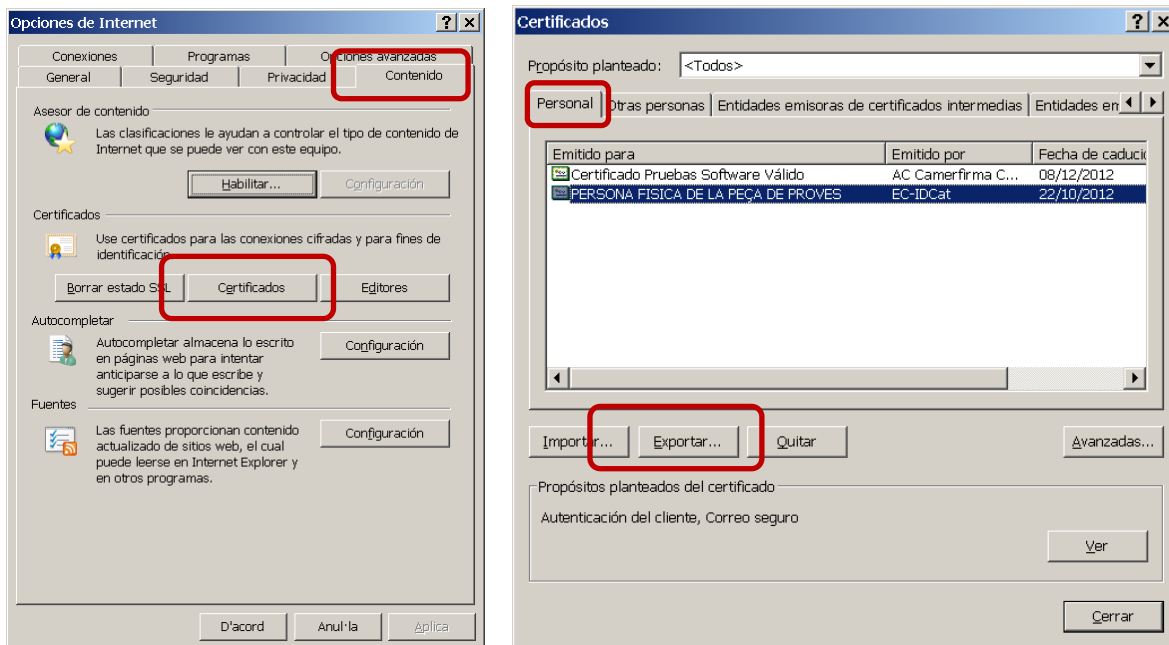 Opciones de Internet
Conexiones
Programas
Opciones avanzadas
General
Seguridad
Privacidad
Contenido
Asesor de contenido
Las clasificaciones le ayudan a controlar el tipo de contenido de
Internet que se puede ver con este equipo.
Habilitar...
Configuración
Certificados
Use certificados para las conexiones cifradas y para fines de
identificación.
Borrar estado SSL
Certificados
Editores
Autocompletar
Autocompletar almacena lo escrito
en páginas web para intentar
anticiparse a lo que escribe y
sugerir posibles coincidencias.
Configuración
Fuentes
Las fuentes proporcionan contenido
actualizado de sitios web, el cual
puede leerse en Internet Explorer y
en otros programas.
Configuración
D'acord
Anul·la
Aplica
Certificados
Propósito planteado:
<Todos>
Personal
Otras personas
Entidades emisoras de certificados intermedias
Entidades em
Emitido para
Emitido por
Fecha de caducid
Certificado Pruebas Software Válido
AC Camerfirma C...
08/12/2012
PERSONA FISICA DE LA PEÇA DE PROVES
EC-IDCat
22/10/2012
Importar...
Exportar...
Quitar
Avanzadas...
Propósitos planteados del certificado
Autenticación del cliente, Correo seguro
Ver
Cerrar